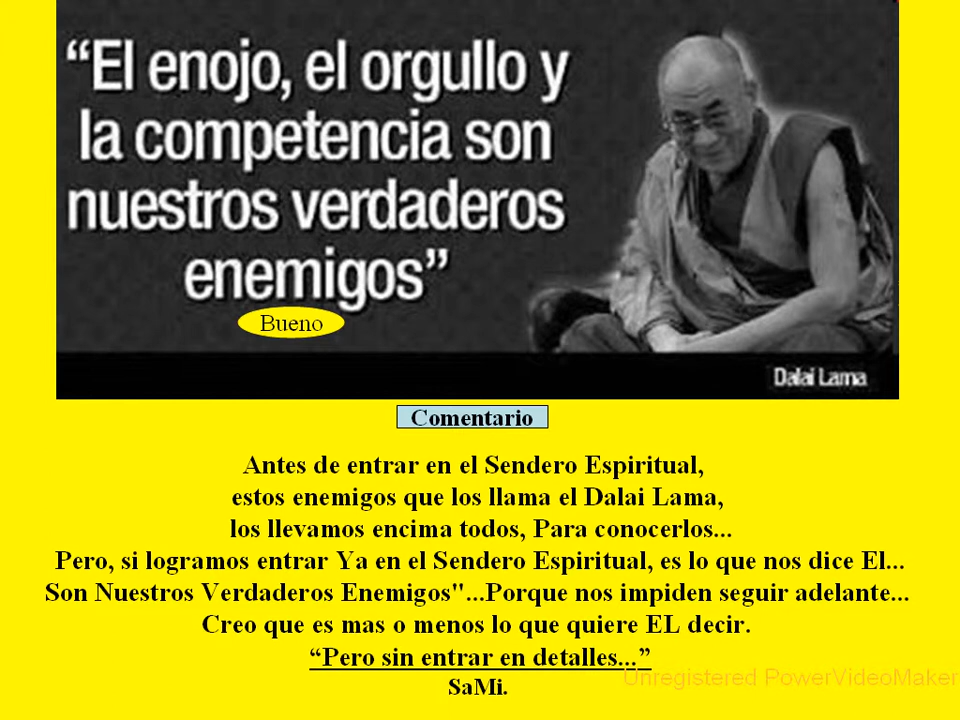 “El enojo, el orgullo y
la competencia son
nuestros verdaderos
enemigos”
Bueno
Dalai Lama
Comentario
Antes de entrar en el Sendero Espiritual,
estos enemigos que los llama el Dalai Lama,
los llevamos encima todos, Para conocerlos...
Pero, si logramos entrar Ya en el Sendero Espiritual, es lo que nos dice El...
Son Nuestros Verdaderos Enemigos"...Porque nos impiden seguir adelante...
Creo que es mas o menos lo que quiere EL decir.
“Pero sin entrar en detalles...”
SaMi.
Unregistered PowerVideoMaker